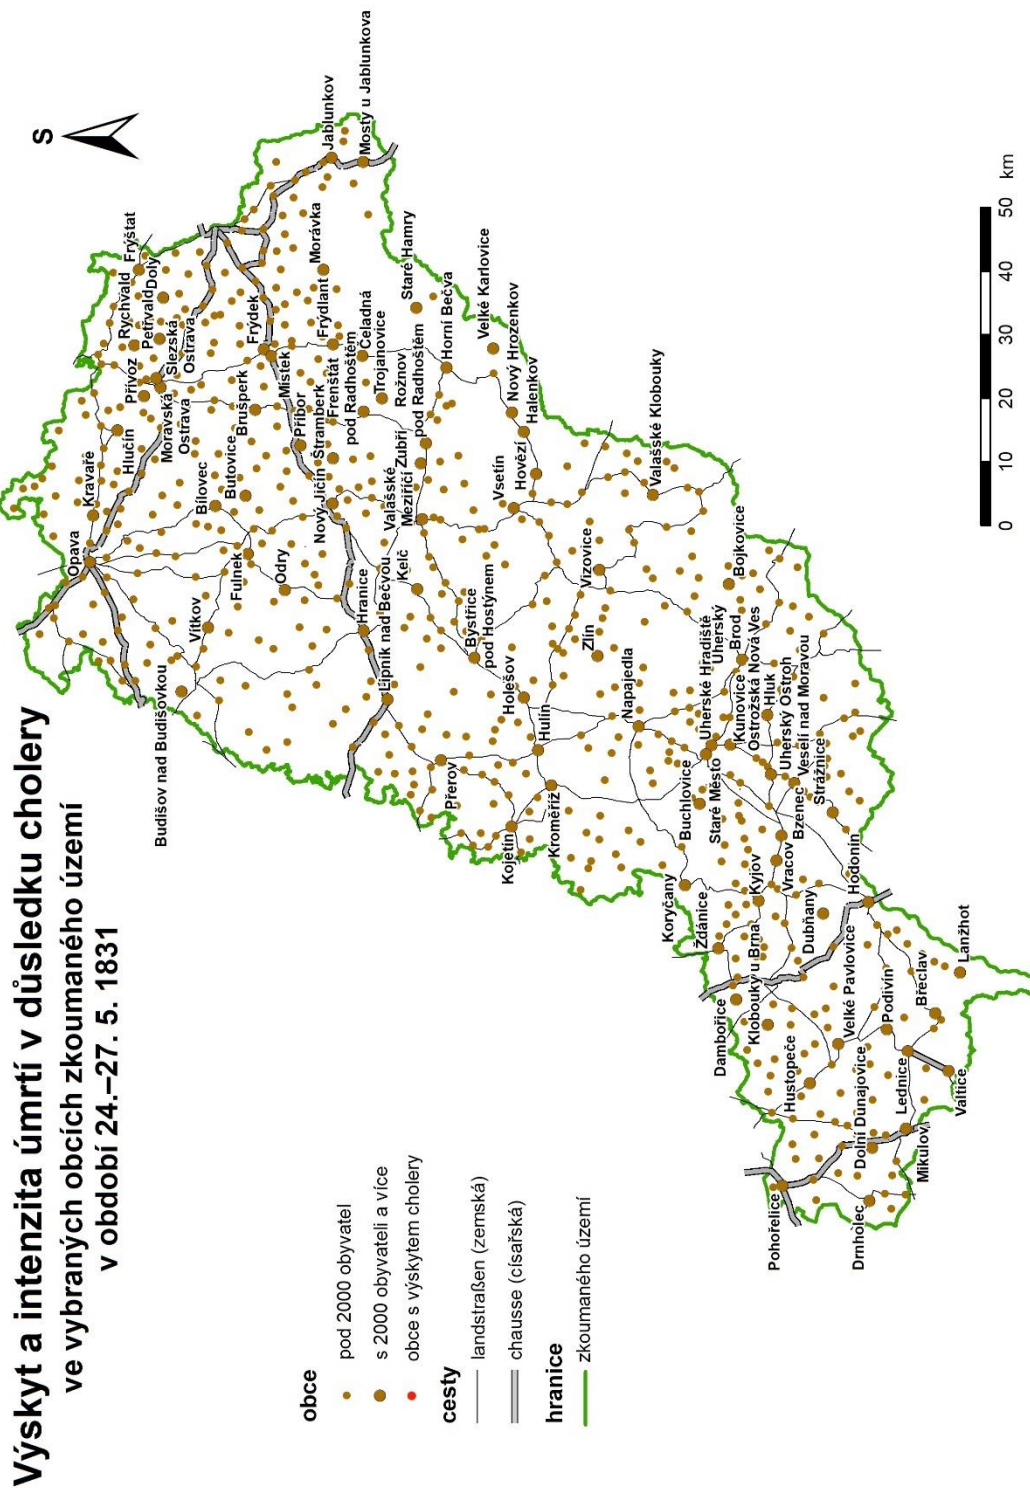 Výskyt a intenzita úmrtí v důsledku cholery
ve vybraných obcích zkoumaného území
v období 24.–27. 5. 1831
S
obce
pod 2000 obyvatel
s 2000 obyvateli a více
obce s výskytem cholery
cesty
landstraßen (zemská)
chausse (císařská)
hranice
zkoumaného území
Opava
Kravaře
Hlučín
Přívoz
Rychvald
Petřvald
Doly
Fryštat
Slezská
Ostrava
Moravská
Ostrava
Vítkov
Budišov nad Budišovkou
Bílovec
Butovice
Fulnek
Odry
Brušperk
Frýdek
Místek
Příbor
Štramberk
Nový Jičín
Frenštát
pod Radhoštěm
Frýdlant
Morávka
Jablunkov
Mosty u Jablunkova
Čeladná
Trojanovice
Staré Hamry
Rožnov
pod Radhoštěm
Zubří
Horní Bečva
Velké Karlovice
Nový Hrozenkov
Halenkov
Hovězí
Vsetín
Valašské
Meziříčí
Kelč
Hranice
Lipník nad Bečvou
Bystřice
pod Hostýnem
Holešov
Hulín
Přerov
Kojetín
Kroměříž
Vizovice
Zlín
Valašské Klobouky
Napajedla
Bojkovice
Uherské Hradiště
Uherský
Brod
Kunovice
Ostrožská Nová Ves
Hluk
Uherský Ostroh
Veselí nad Moravou
Strážnice
Buchlovice
Staré Město
Bzenec
Vracov
Kyjov
Koryčany
Ždánice
Dubňany
Hodonín
Dambořice
Klobouky u Brna
Hustopeče
Velké Pavlovice
Podivín
Břeclav
Lanžhot
Lednice
Valtice
Dolní Dunajovice
Mikulov
Pohořelice
Drnholec
0 10 20 30 40 50 km